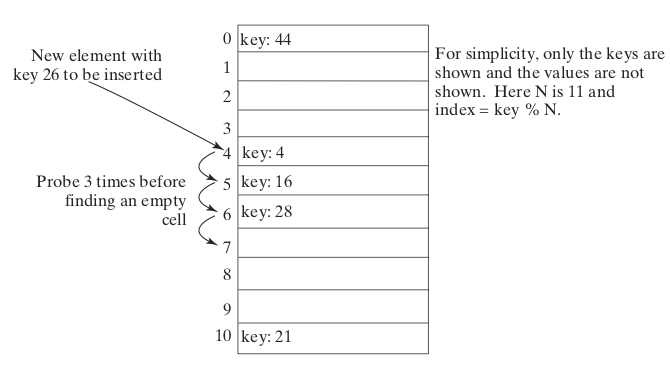 New element with
key 26 to be inserted
0 key: 44
1
2
3
4 key: 4
5 key: 16
6 key: 28
7
8
9
10 key: 21
Probe 3 times before
finding an empty
cell
For simplicity, only the keys are
shown and the values are not
shown. Here N is 11 and
index = key % N.